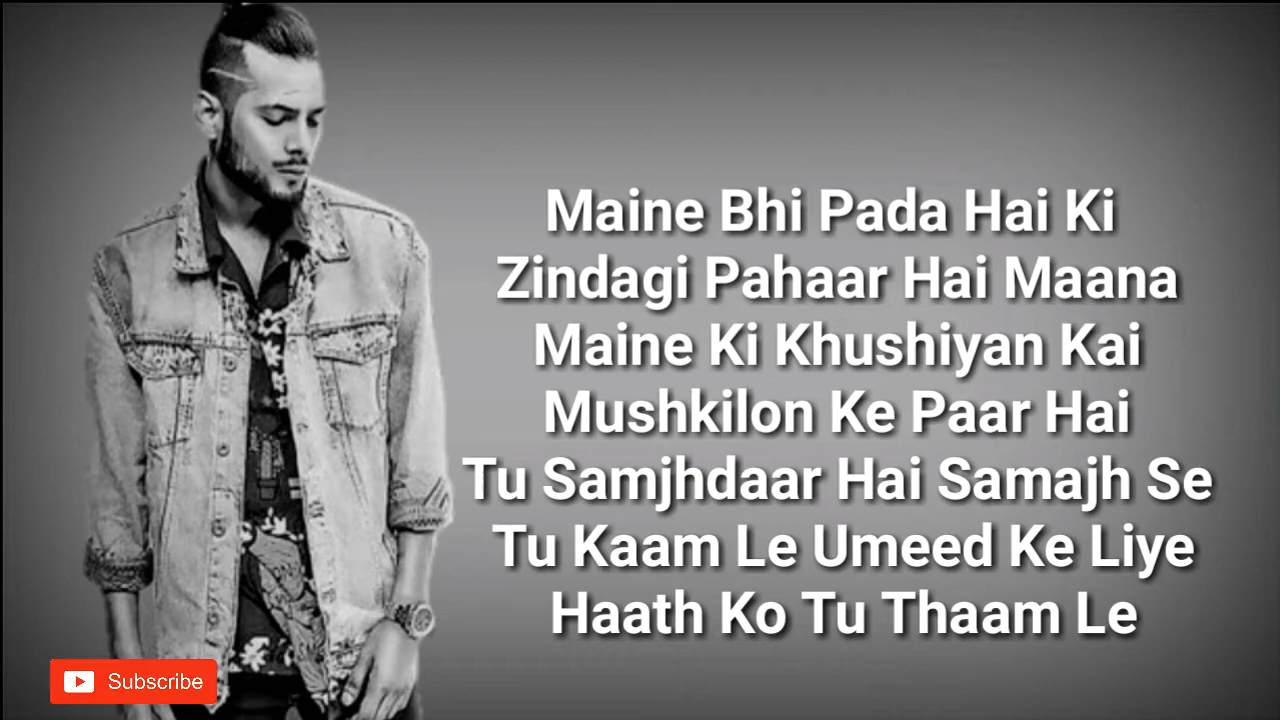 Maine Bhi Pada Hai Ki
Zindagi Pahaar Hai Maana
Maine Ki Khushiyan Kai
Mushkilon Ke Paar Hai
Tu Samjhdaar Hai Samajh Se
Tu Kaam Le Umeed Ke Liye
Haath Ko Tu Thaam Le
Subscribe